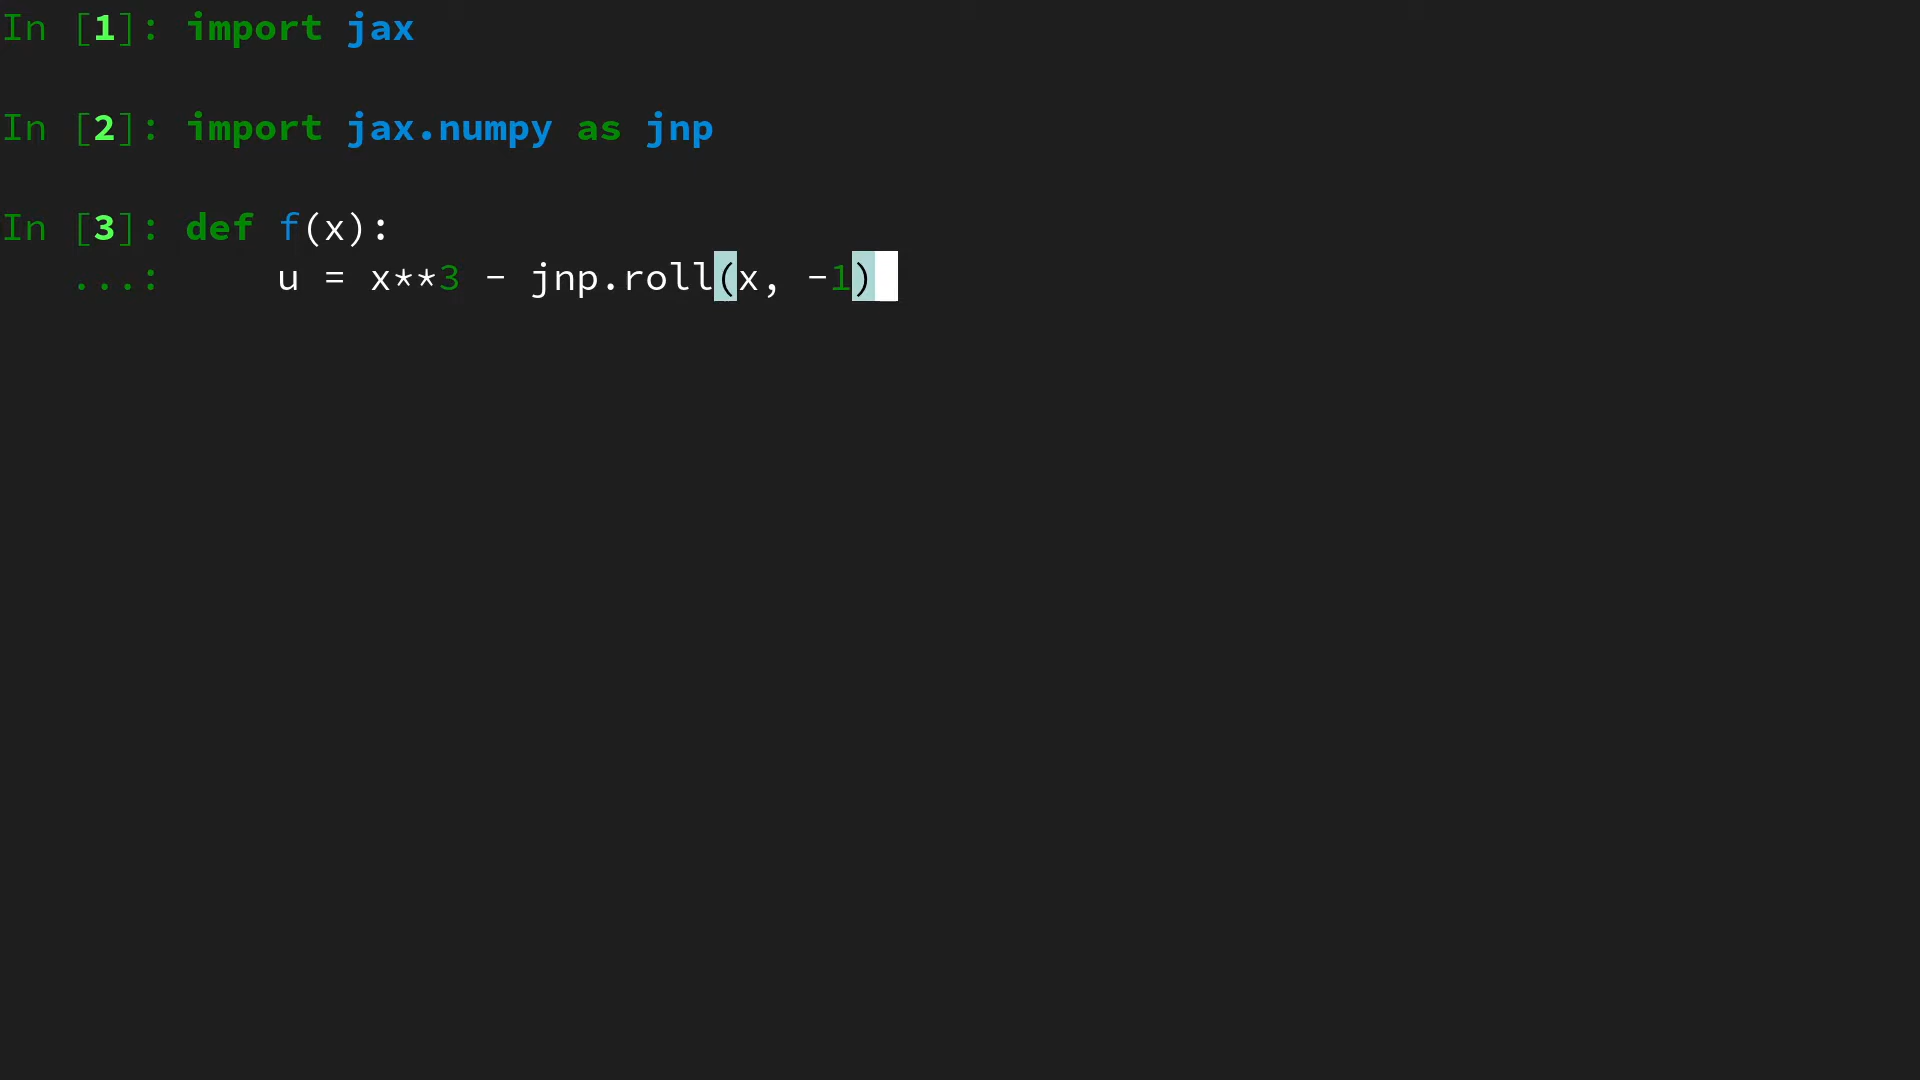 In [1]: import jax
In [2]: import jax.numpy as jnp
In [3]: def f(x):
...:     u = x**3 - jnp.roll(x, -1)